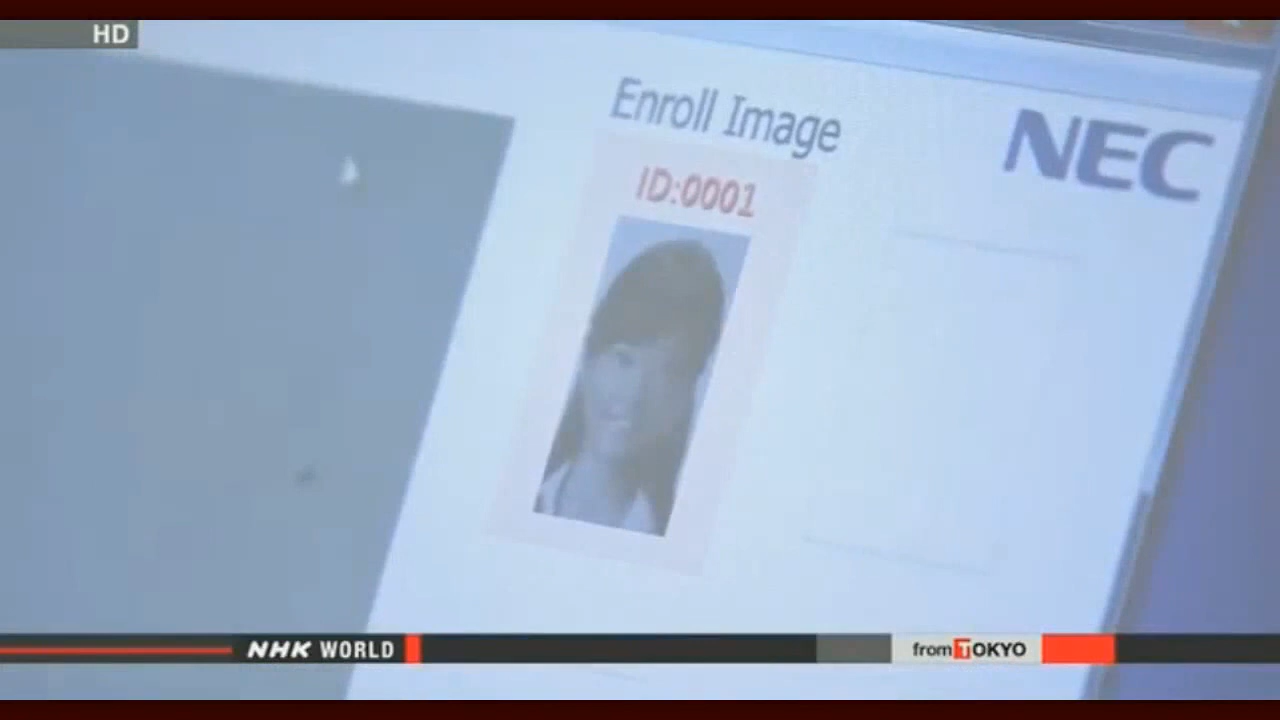 HD
Enroll Image
NEC
ID:0001
NHK WORLD
from TOKYO